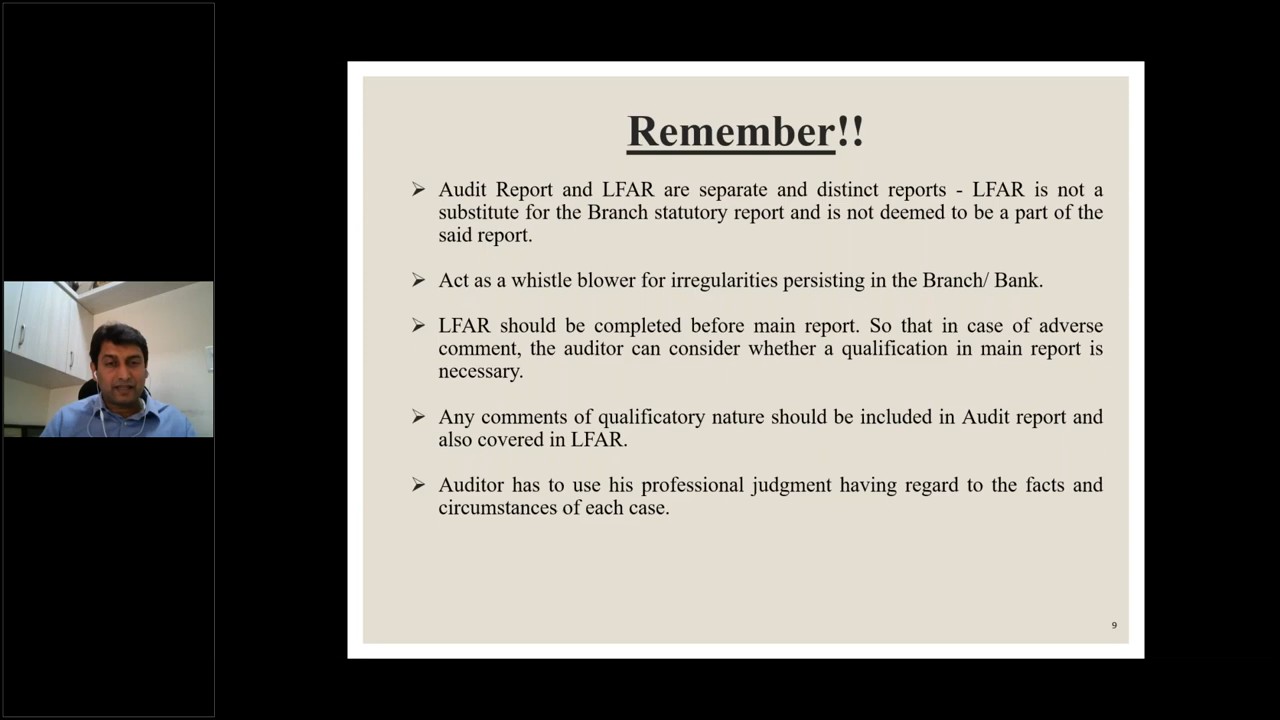 Remember!!
➢ Audit Report and LFAR are separate and distinct reports - LFAR is not a
substitute for the Branch statutory report and is not deemed to be a part of the
said report.
➢ Act as a whistle blower for irregularities persisting in the Branch/ Bank.
➢ LFAR should be completed before main report. So that in case of adverse
comment, the auditor can consider whether a qualification in main report is
necessary.
➢ Any comments of qualificatory nature should be included in Audit report and
also covered in LFAR.
➢ Auditor has to use his professional judgment having regard to the facts and
circumstances of each case.
9